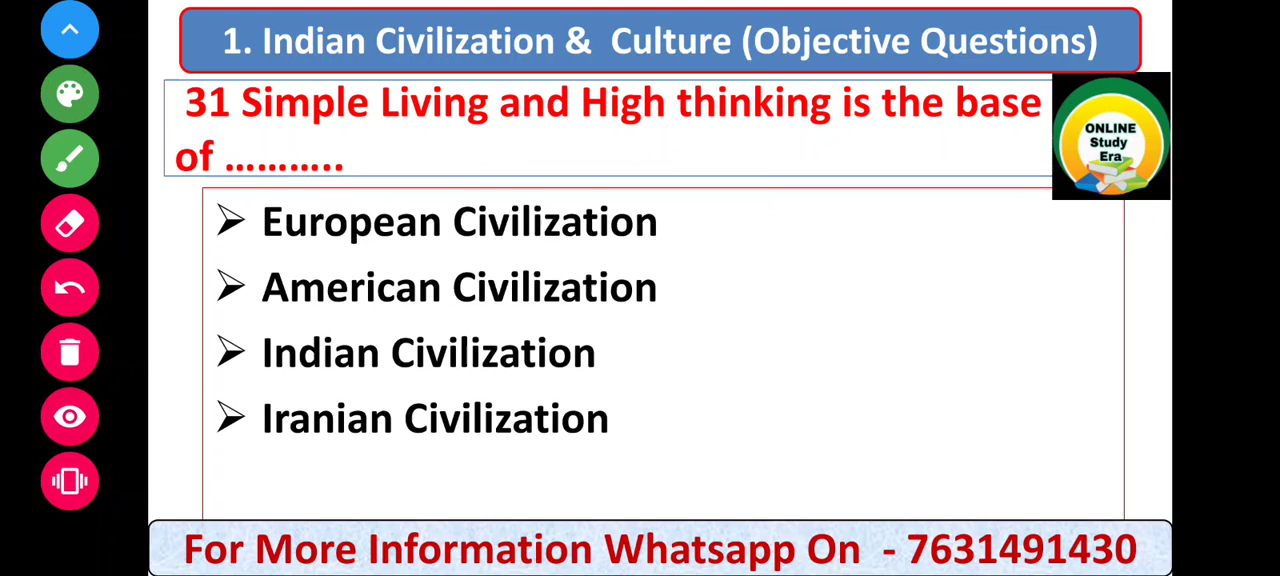 1. Indian Civilization & Culture (Objective Questions)
31 Simple Living and High thinking is the base
of ………..
ONLINE
Study
Era
European Civilization
American Civilization
Indian Civilization
Iranian Civilization
For More Information Whatsapp On - 7631491430